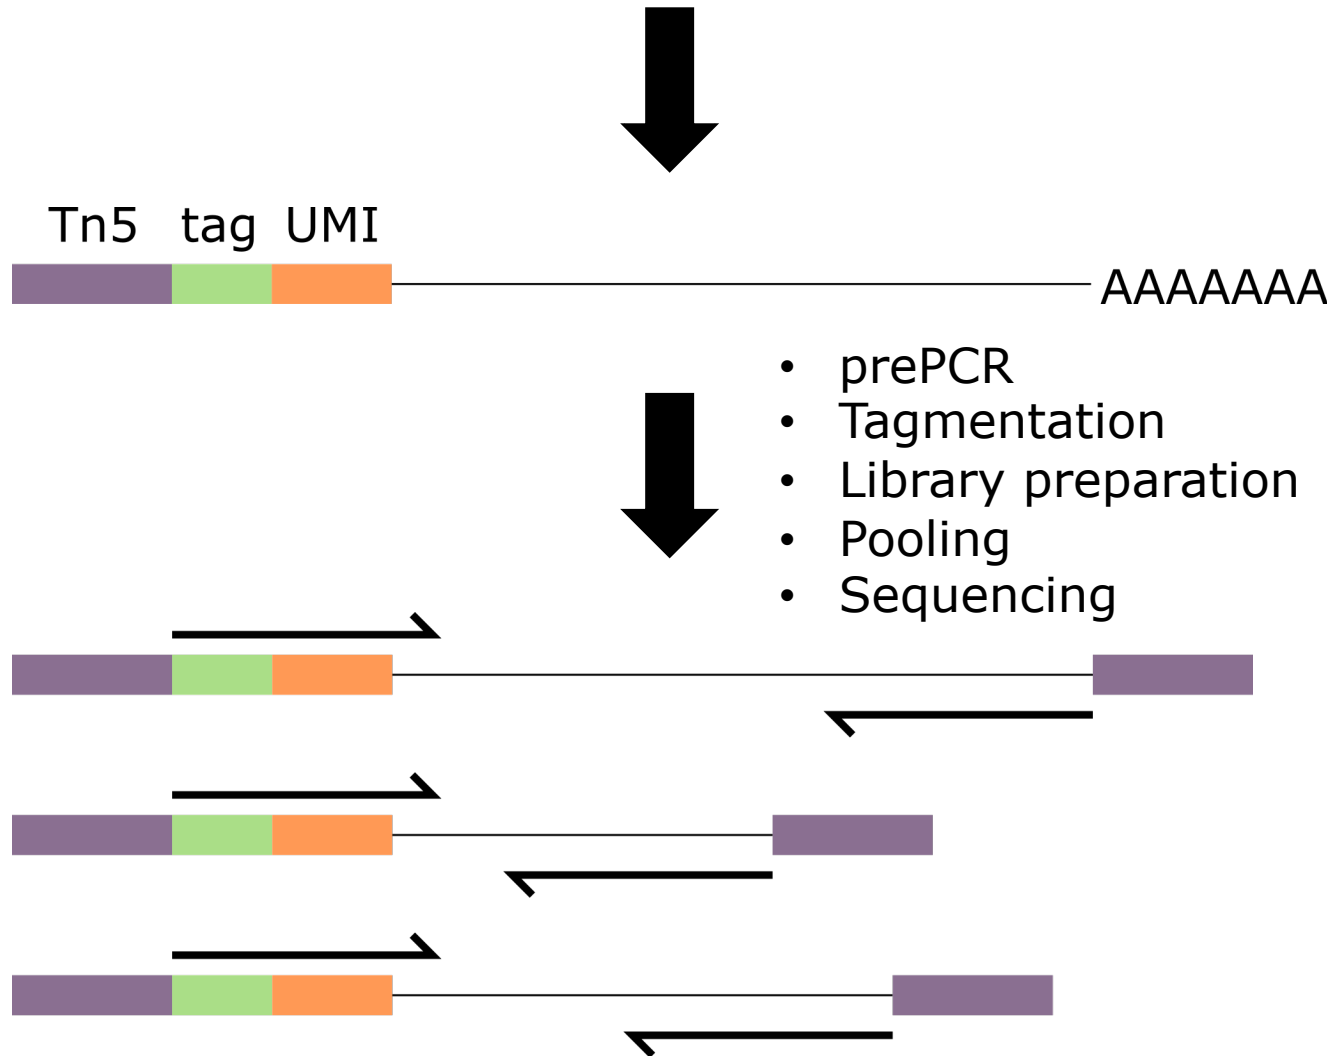 Tn5 tag UMI
AAAAAAA
• prePCR
• Tagmentation
• Library preparation
• Pooling
• Sequencing